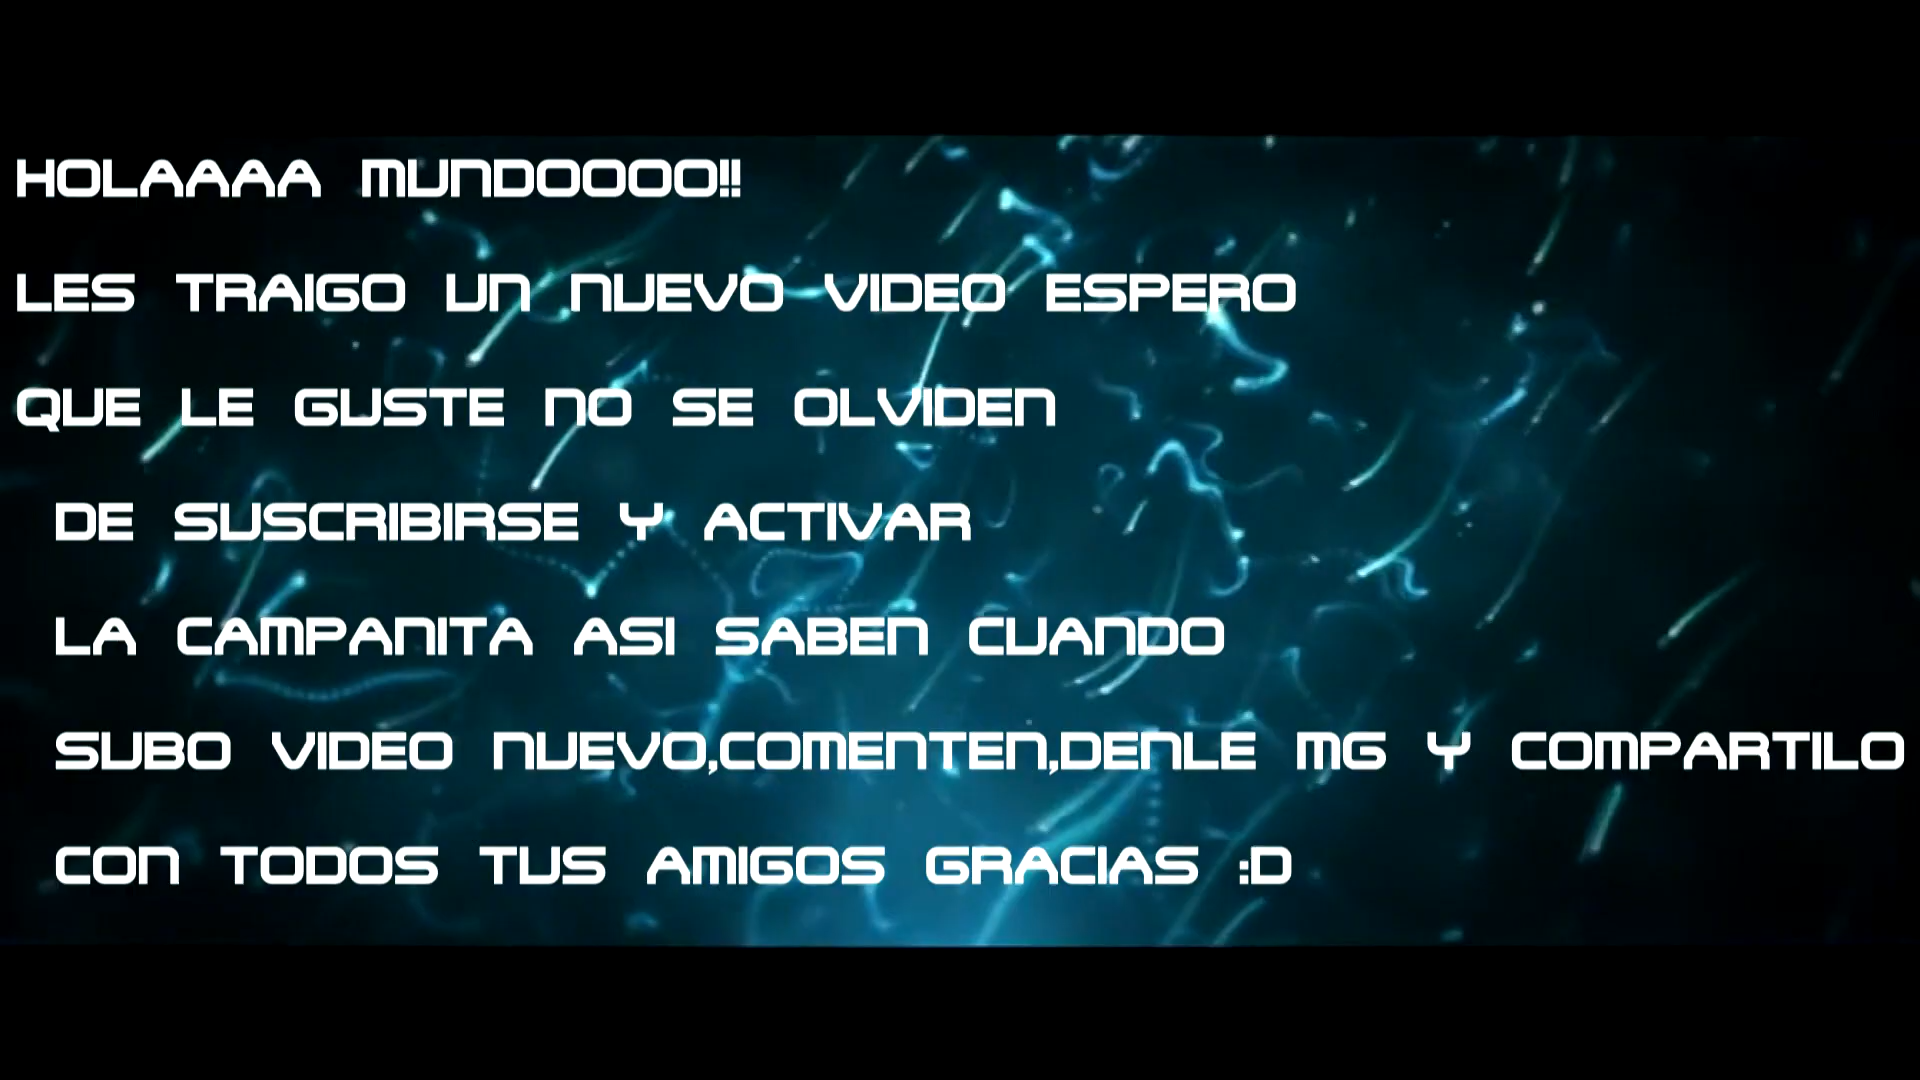 HOLAAAA MUNDOOOO!!
LES TRAIGO UN NUEVO VIDEO ESPERO
QUE LE GUSTE NO SE OLVIDEN
DE SUSCRIBIRSE Y ACTIVAR
LA CAMPANITA ASI SABEN CUANDO
SUBO VIDEO NUEVO,COMENTEN,DENLE MG Y COMPARTILO
CON TODOS TUS AMIGOS GRACIAS :D